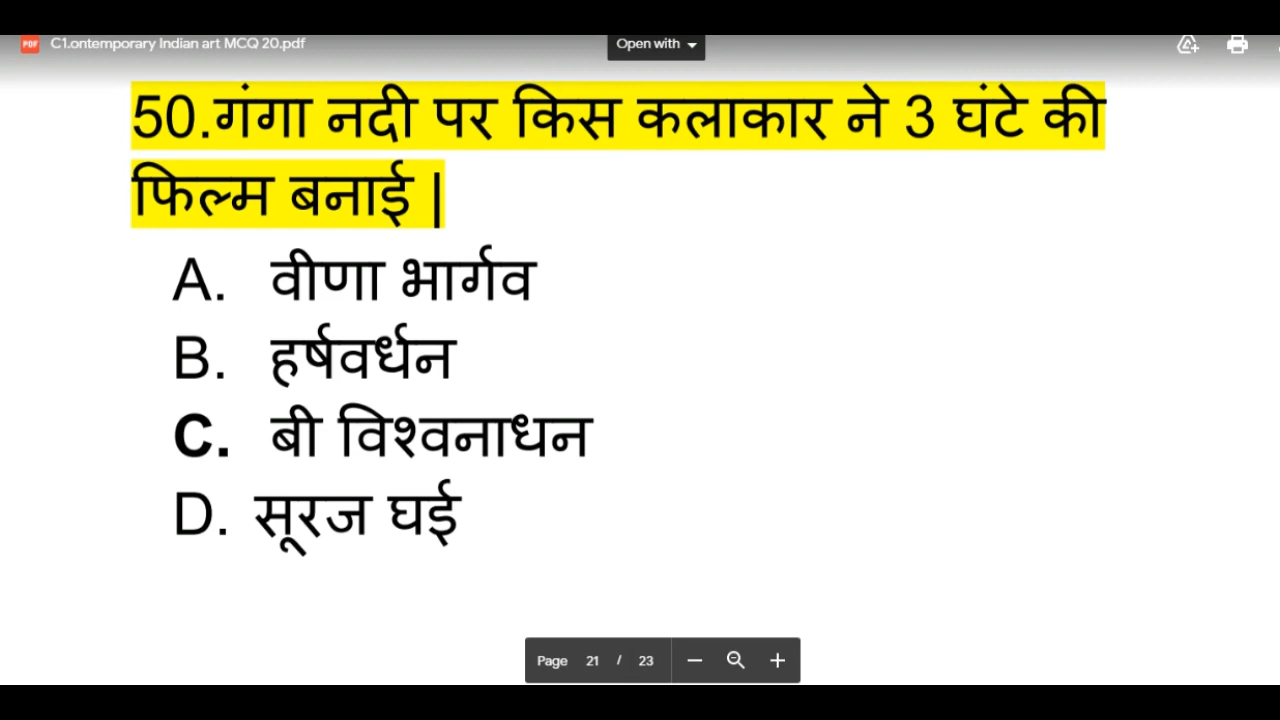 C1.ontemporary Indian art MCQ 20.pdf
Open with
50.गंगा नदी पर किस कलाकार ने 3 घंटे की
फिल्म बनाई |
A. वीणा भार्गव
B. हर्षवर्धन
C. बी विश्वनाधन
D. सूरज घई
Page 21 / 23